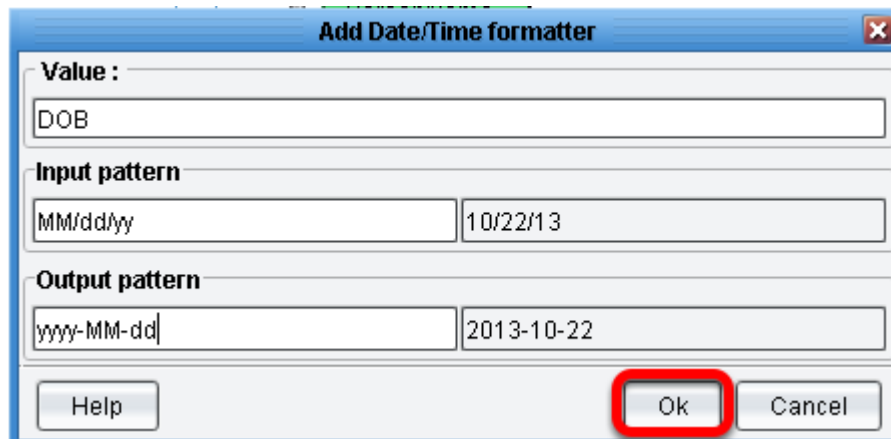 Add Date/Time formatter
Value :
DOB
Input pattern
MM/dd/yy 10/22/13
Output pattern
yyyy-MM-dd 2013-10-22
Help Ok Cancel